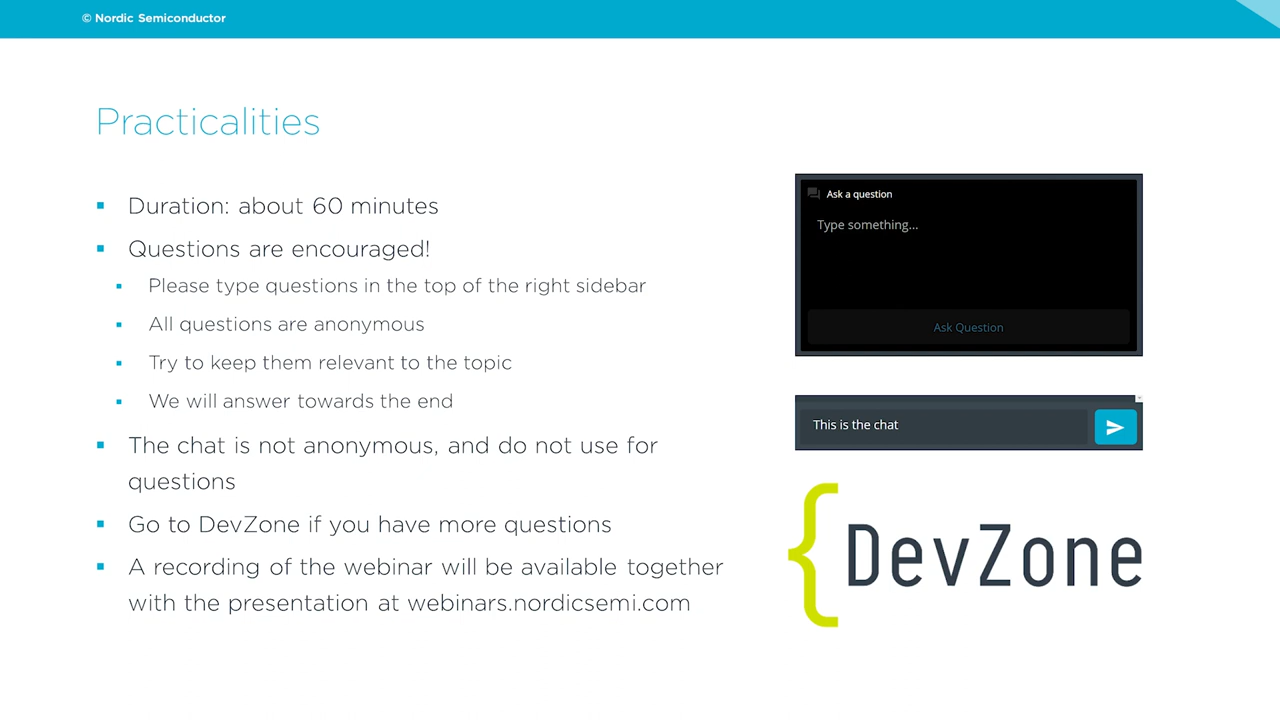 © Nordic Semiconductor
Practicalities
Duration: about 60 minutes
Questions are encouraged!
Please type questions in the top of the right sidebar
All questions are anonymous
Try to keep them relevant to the topic
We will answer towards the end
The chat is not anonymous, and do not use for
questions
Go to DevZone if you have more questions
A recording of the webinar will be available together
with the presentation at webinars.nordicsemi.com
Ask a question
Type something...
Ask Question
This is the chat
{DevZone